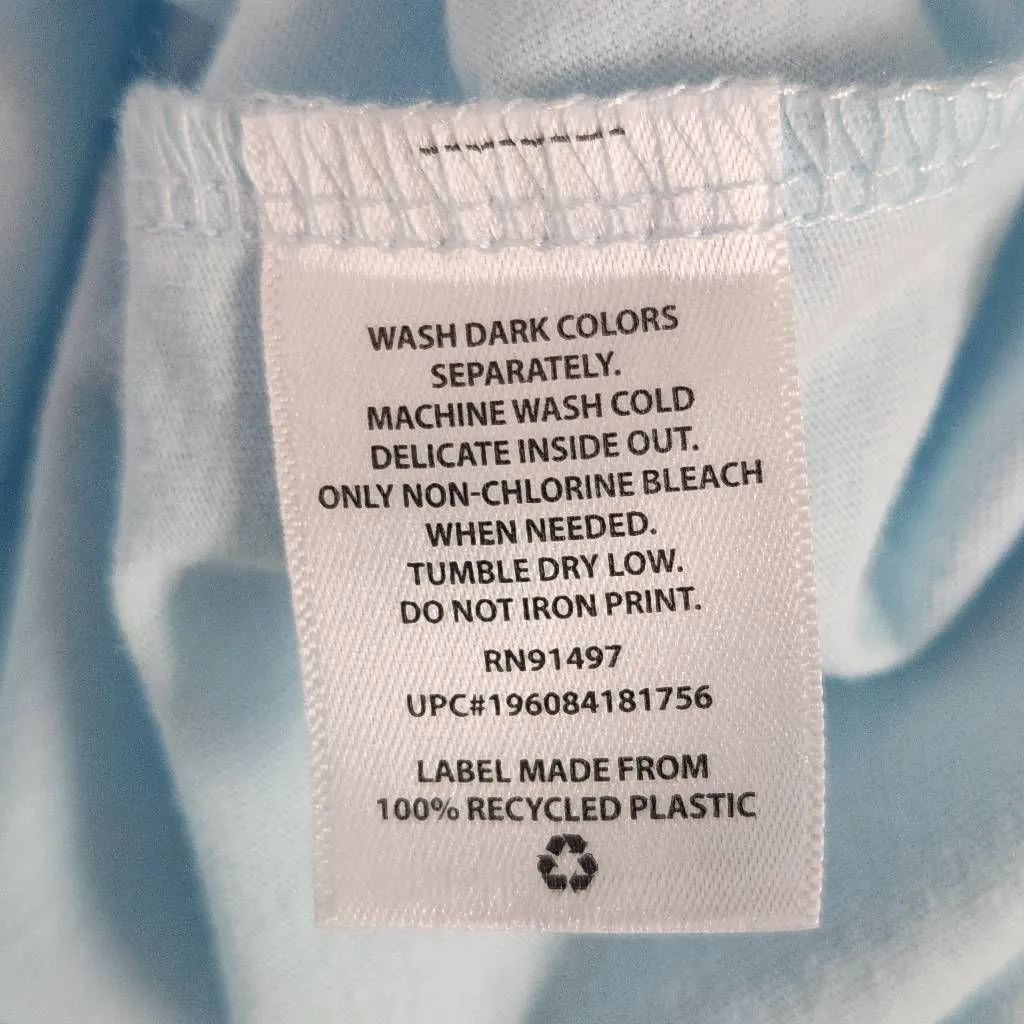 WASH DARK COLORS
SEPARATELY.
MACHINE WASH COLD
DELICATE INSIDE OUT.
ONLY NON-CHLORINE BLEACH
WHEN NEEDED.
TUMBLE DRY LOW.
DO NOT IRON PRINT.
RN91497
UPC#196084181756
LABEL MADE FROM
100% RECYCLED PLASTIC